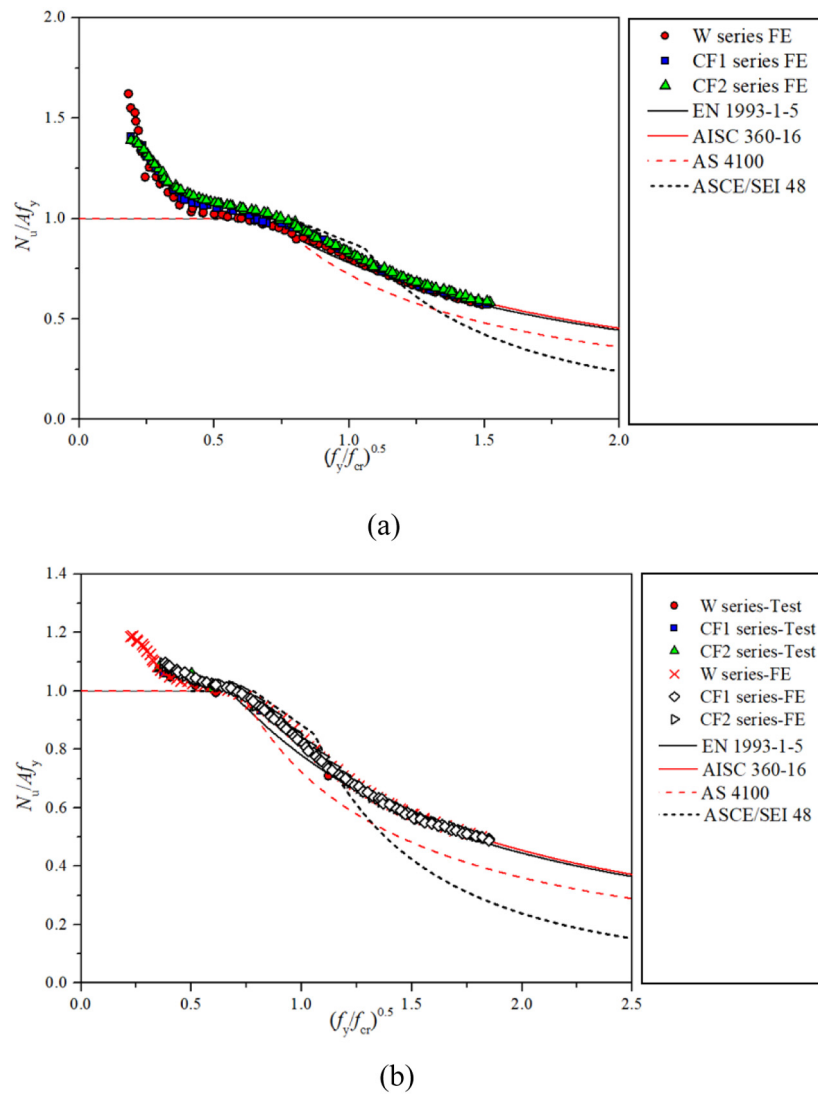 2.0
1.5
1.0
0.5
0.0
N_u/Af_y
0.0 0.5 1.0 1.5 2.0
(f_y/f_cr)^0.5
W series FE
CF1 series FE
CF2 series FE
EN 1993-1-5
AISC 360-16
AS 4100
ASCE/SEI 48
(a)
1.4
1.2
1.0
0.8
0.6
0.4
0.2
0.0
N_u/Af_y
0.0 0.5 1.0 1.5 2.0 2.5
(f_y/f_cr)^0.5
W series-Test
CF1 series-Test
CF2 series-Test
W series-FE
CF1 series-FE
CF2 series-FE
EN 1993-1-5
AISC 360-16
AS 4100
ASCE/SEI 48
(b)